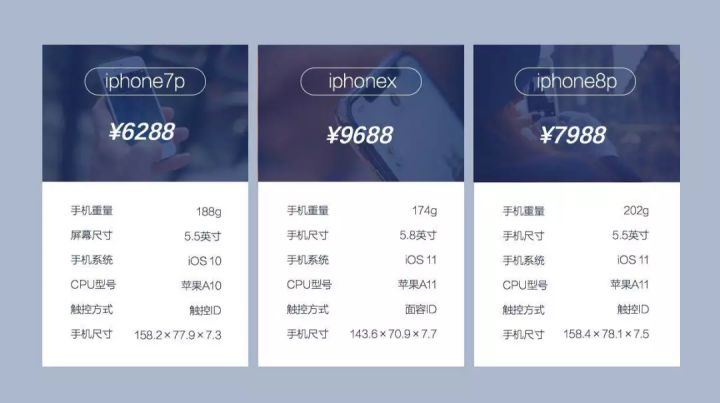 iphone7p
¥6288
手机重量 188g
屏幕尺寸 5.5英寸
手机系统 iOS 10
CPU型号 苹果A10
触控方式 触控ID
手机尺寸 158.2×77.9×7.3
iphonex
¥9688
手机重量 174g
手机尺寸 5.8英寸
手机系统 iOS 11
CPU型号 苹果A11
触控方式 面容ID
手机尺寸 143.6×70.9×7.7
iphone8p
¥7988
手机重量 202g
手机尺寸 5.5英寸
手机系统 iOS 11
CPU型号 苹果A11
触控方式 触控ID
手机尺寸 158.4×78.1×7.5